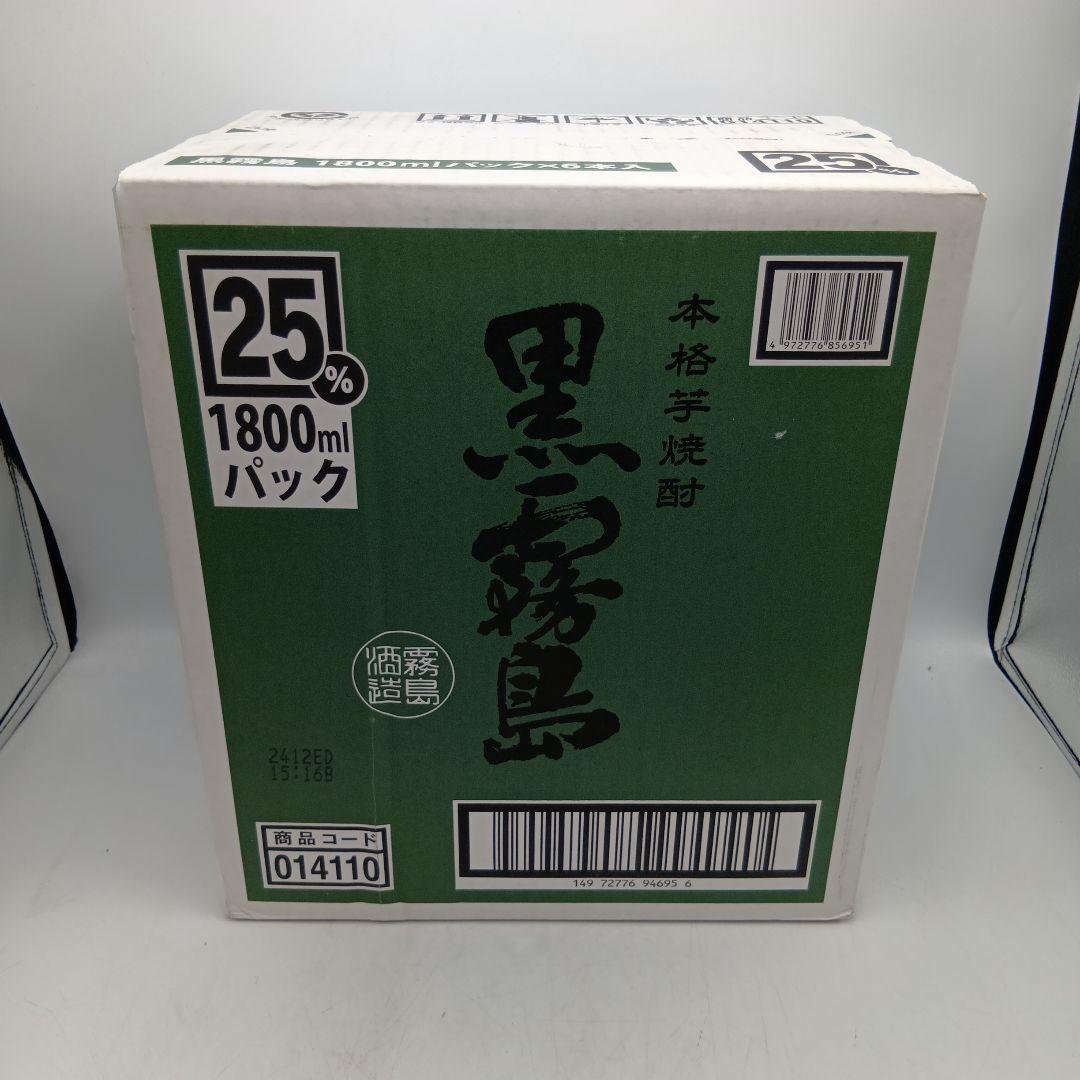 黒霧島 1800mlパック×6本入
25%
25%
1800ml
パック
本格芋焼酎
黒霧島
4 972776 856951
霧島
酒造
2412ED
15:16B
商品コード
014110
149 72776 94695 6